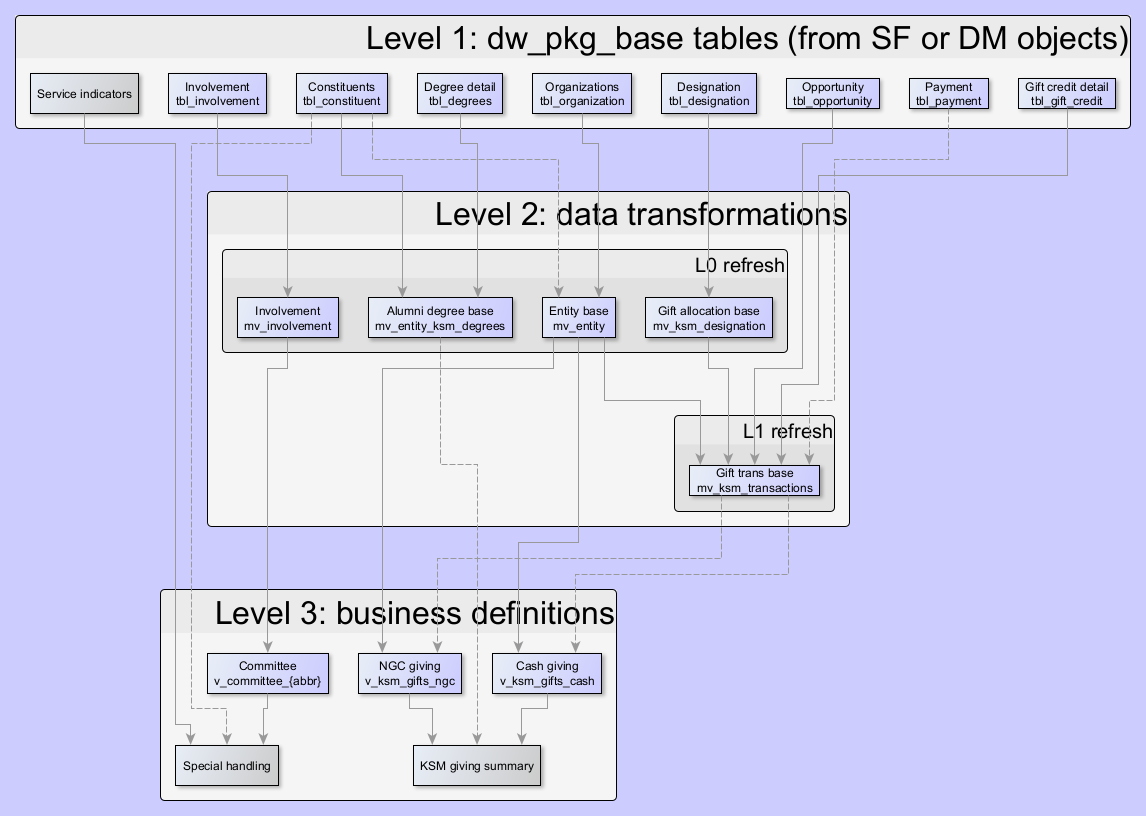 Level 1: dw_pkg_base tables (from SF or DM objects)
Service indicators
Involvement
tbl_involvement
Constituents
tbl_constituent
Degree detail
tbl_degrees
Organizations
tbl_organization
Designation
tbl_designation
Opportunity
tbl_opportunity
Payment
tbl_payment
Gift credit detail
tbl_gift_credit
Level 2: data transformations
L0 refresh
Involvement
mv_involvement
Alumni degree base
mv_entity_ksm_degrees
Entity base
mv_entity
Gift allocation base
mv_ksm_designation
L1 refresh
Gift trans base
mv_ksm_transactions
Level 3: business definitions
Committee
v_committee_{abbr}
NGC giving
v_ksm_gifts_ngc
Cash giving
v_ksm_gifts_cash
Special handling
KSM giving summary